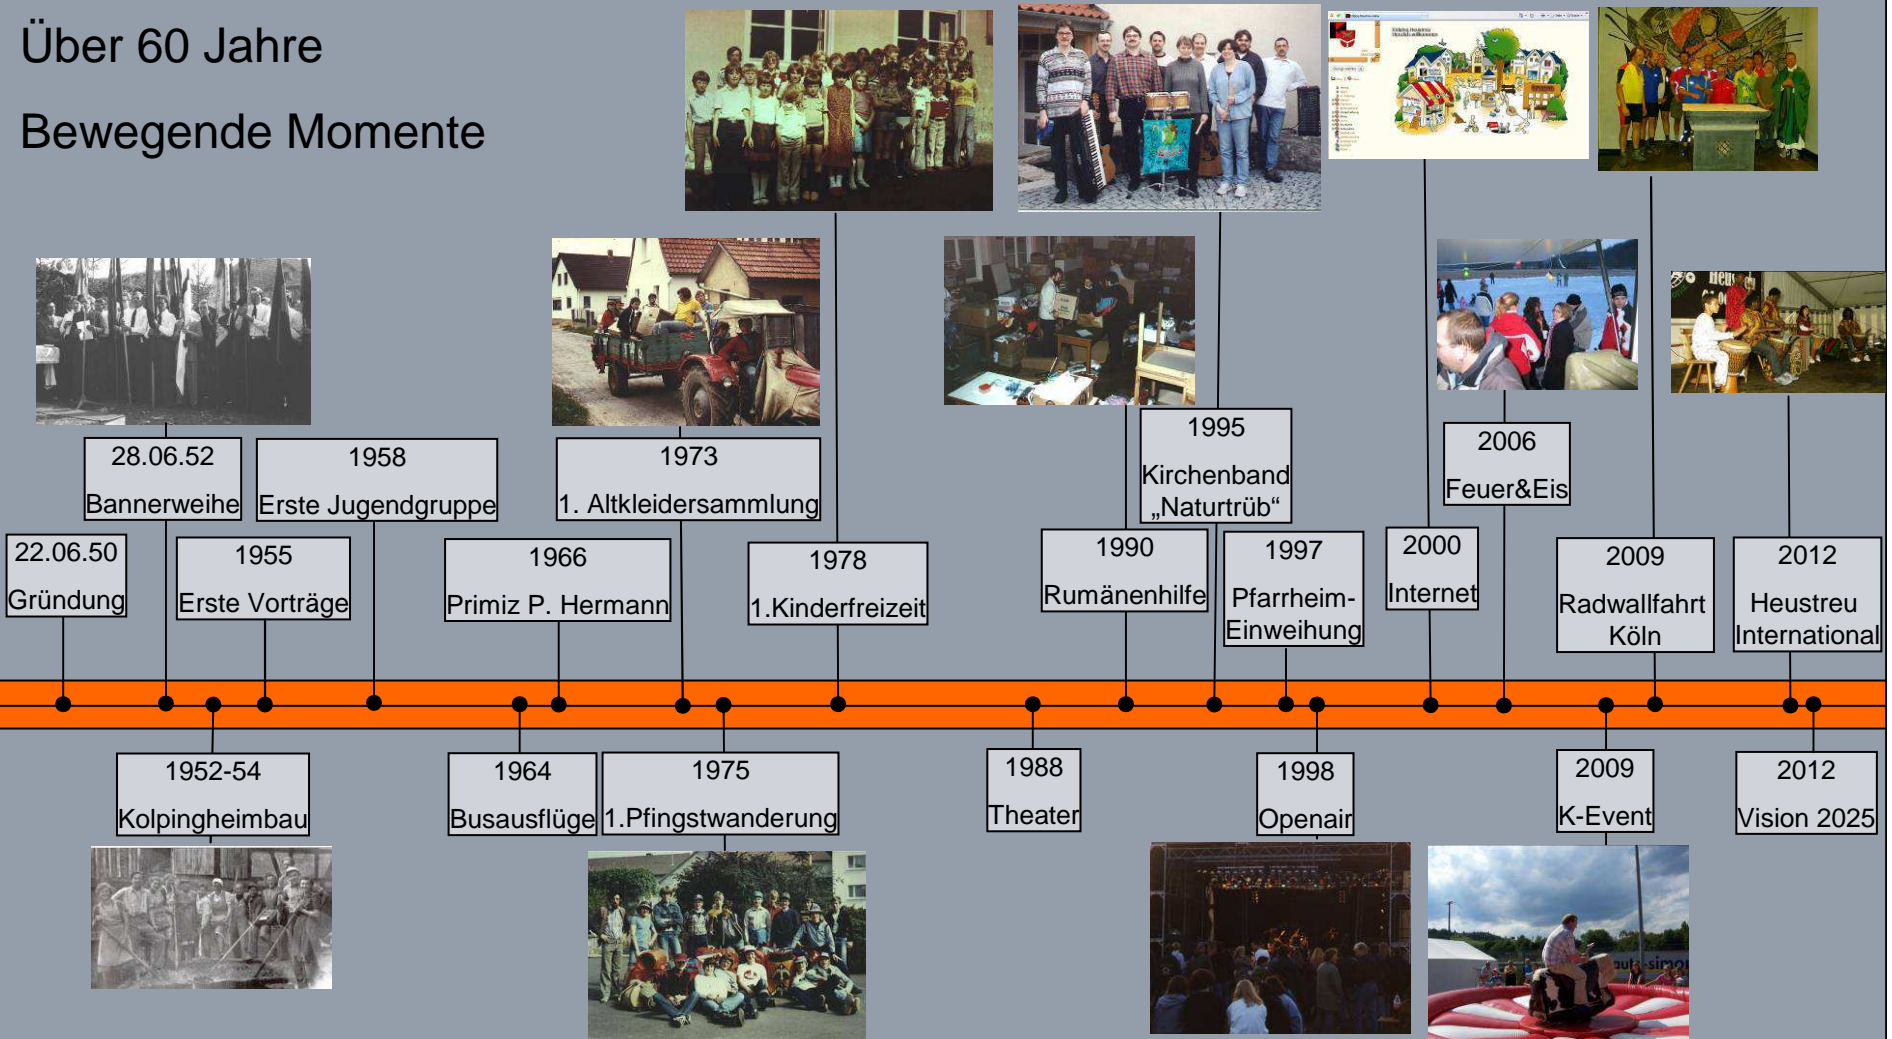 Über 60 Jahre
Bewegende Momente
Heustreu
28.06.52
Bannerweihe
1958
Erste Jugendgruppe
1973
1. Altkleidersammlung
1995
Kirchenband
„Naturtrüb“
2006
Feuer&Eis
22.06.50
Gründung
1955
Erste Vorträge
1966
Primiz P. Hermann
1978
1.Kinderfreizeit
1990
Rumänenhilfe
1997
Pfarrheim-
Einweihung
2000
Internet
2009
Radwallfahrt
Köln
2012
Heustreu
International
1952-54
Kolpingheimbau
1964
Busausflüge
1975
1.Pfingstwanderung
1988
Theater
1998
Openair
2009
K-Event
2012
Vision 2025
auto-simon